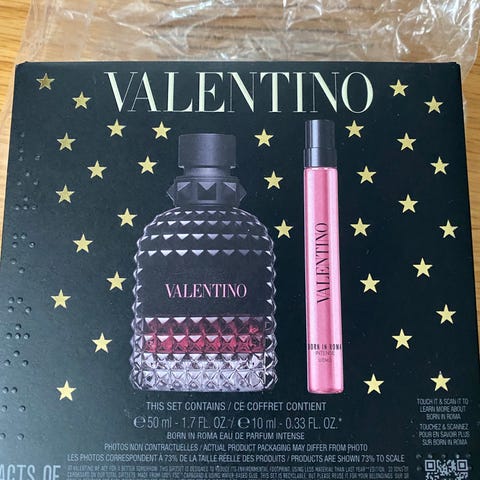 VALENTINO
VALENTINO
VALENTINO
BORN IN ROMA
INTENSE
UOMO
THIS SET CONTAINS / CE COFFRET CONTIENT
℮ 50 ml - 1.7 FL. OZ. / ℮ 10 ml - 0.33 FL. OZ.*
BORN IN ROMA EAU DE PARFUM INTENSE
PHOTOS NON CONTRACTUELLES / ACTUAL PRODUCT PACKAGING MAY DIFFER FROM PHOTO
LES PHOTOS CORRESPONDENT À 73% DE LA TAILLE RÉELLE DES PRODUITS / PRODUCTS ARE SHOWN 73% TO SCALE
TOUCH IT & SCAN IT TO
LEARN MORE ABOUT
BORN IN ROMA
TOUCHEZ & SCANNEZ
POUR EN SAVOIR PLUS
SUR BORN IN ROMA
ACTS OF